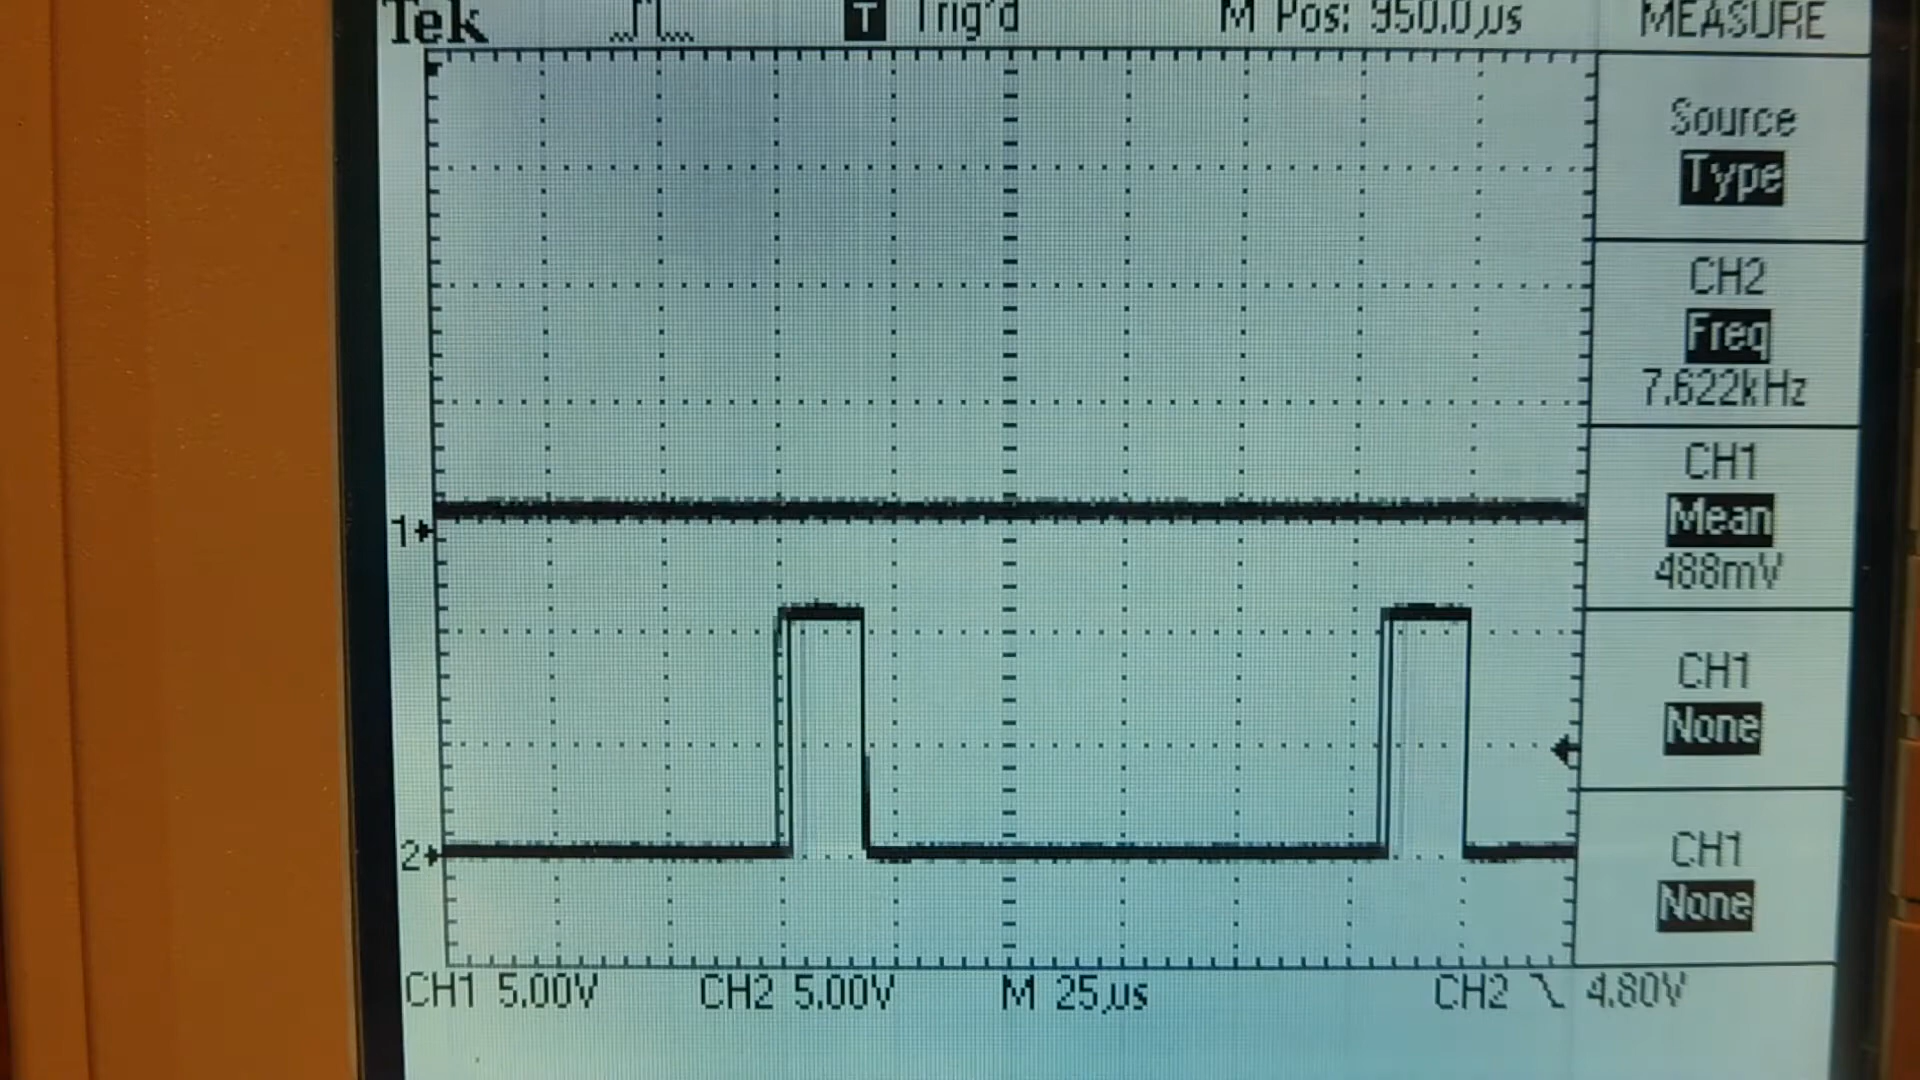 Tek T Trig'd M Pos: 950.0µs MEASURE
Source
Type
CH2
Freq
7.622kHz
CH1
Mean
488mV
CH1
None
CH1
None
1
2
CH1 5.00V CH2 5.00V M 25µs CH2 4.80V